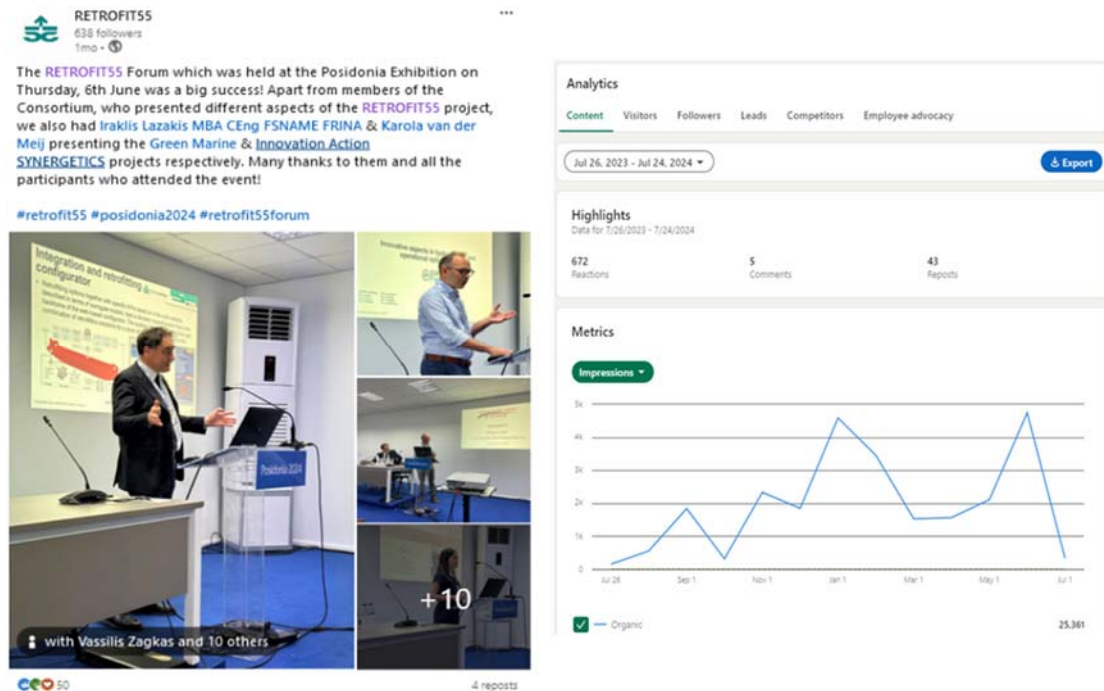 RETROFIT55
638 followers
1mo •
The RETROFIT55 Forum which was held at the Posidonia Exhibition on
Thursday, 6th June was a big success! Apart from members of the
Consortium, who presented different aspects of the RETROFIT55 project,
we also had Iraklis Lazakis MBA CEng FSNAME FRINA & Karola van der
Meij presenting the Green Marine & Innovation Action
SYNERGETICS projects respectively. Many thanks to them and all the
participants who attended the event!
#retrofit55 #posidonia2024 #retrofit55forum
Integration and retrofitting
configurator
Innovative aspects in
Posidonia 2024
+10
with Vassilis Zagkas and 10 others
50
4 reposts
Analytics
Content Visitors Followers Leads Competitors Employee advocacy
Jul 26, 2023 - Jul 24, 2024
Export
Highlights
Data for 7/26/2023 - 7/24/2024
672 5 43
Reactions Comments Reposts
Metrics
Impressions
5k
4k
3k
2k
1k
0
Jul 26 Sep 1 Nov 1 Jan 1 Mar 1 May 1 Jul 1
Organic 25,361